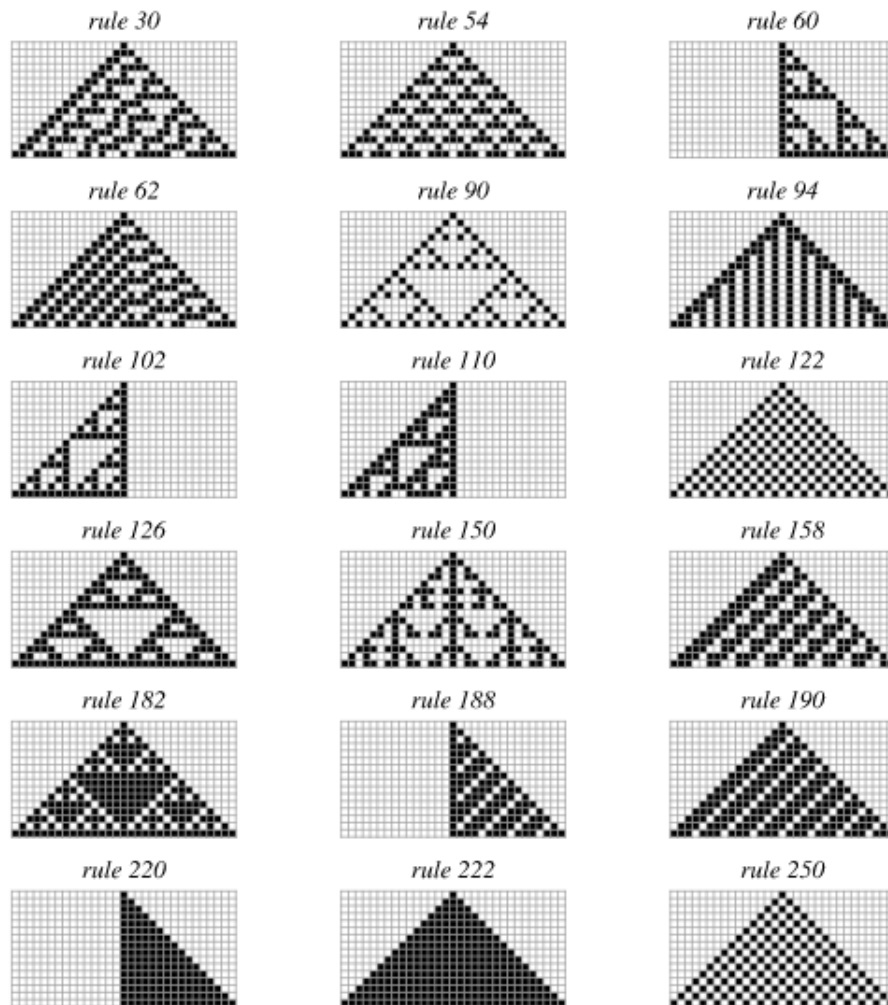 rule 30 rule 54 rule 60
rule 62 rule 90 rule 94
rule 102 rule 110 rule 122
rule 126 rule 150 rule 158
rule 182 rule 188 rule 190
rule 220 rule 222 rule 250